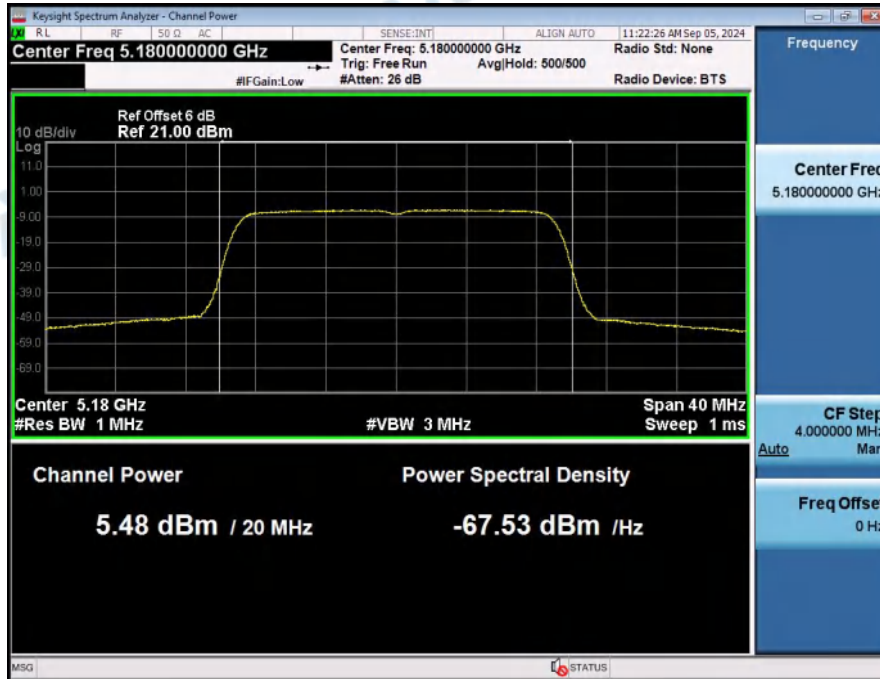 Keysight Spectrum Analyzer - Channel Power
LXI RL RF 50 Ω AC SENSE:INT ALIGN AUTO 11:22:26 AM Sep 05, 2024
Center Freq 5.180000000 GHz
Center Freq: 5.180000000 GHz
Radio Std: None
Trig: Free Run Avg|Hold: 500/500
#IFGain:Low #Atten: 26 dB Radio Device: BTS
Frequency
Ref Offset 6 dB
10 dB/div Ref 21.00 dBm
Log
11.0
1.00
-9.00
-19.0
-29.0
-39.0
-49.0
-59.0
-69.0
Center Freq
5.180000000 GHz
Center 5.18 GHz Span 40 MHz
#Res BW 1 MHz #VBW 3 MHz Sweep 1 ms
CF Step
4.000000 MHz
Auto Man
Channel Power Power Spectral Density
5.48 dBm / 20 MHz -67.53 dBm /Hz
Freq Offset
0 Hz
MSG STATUS